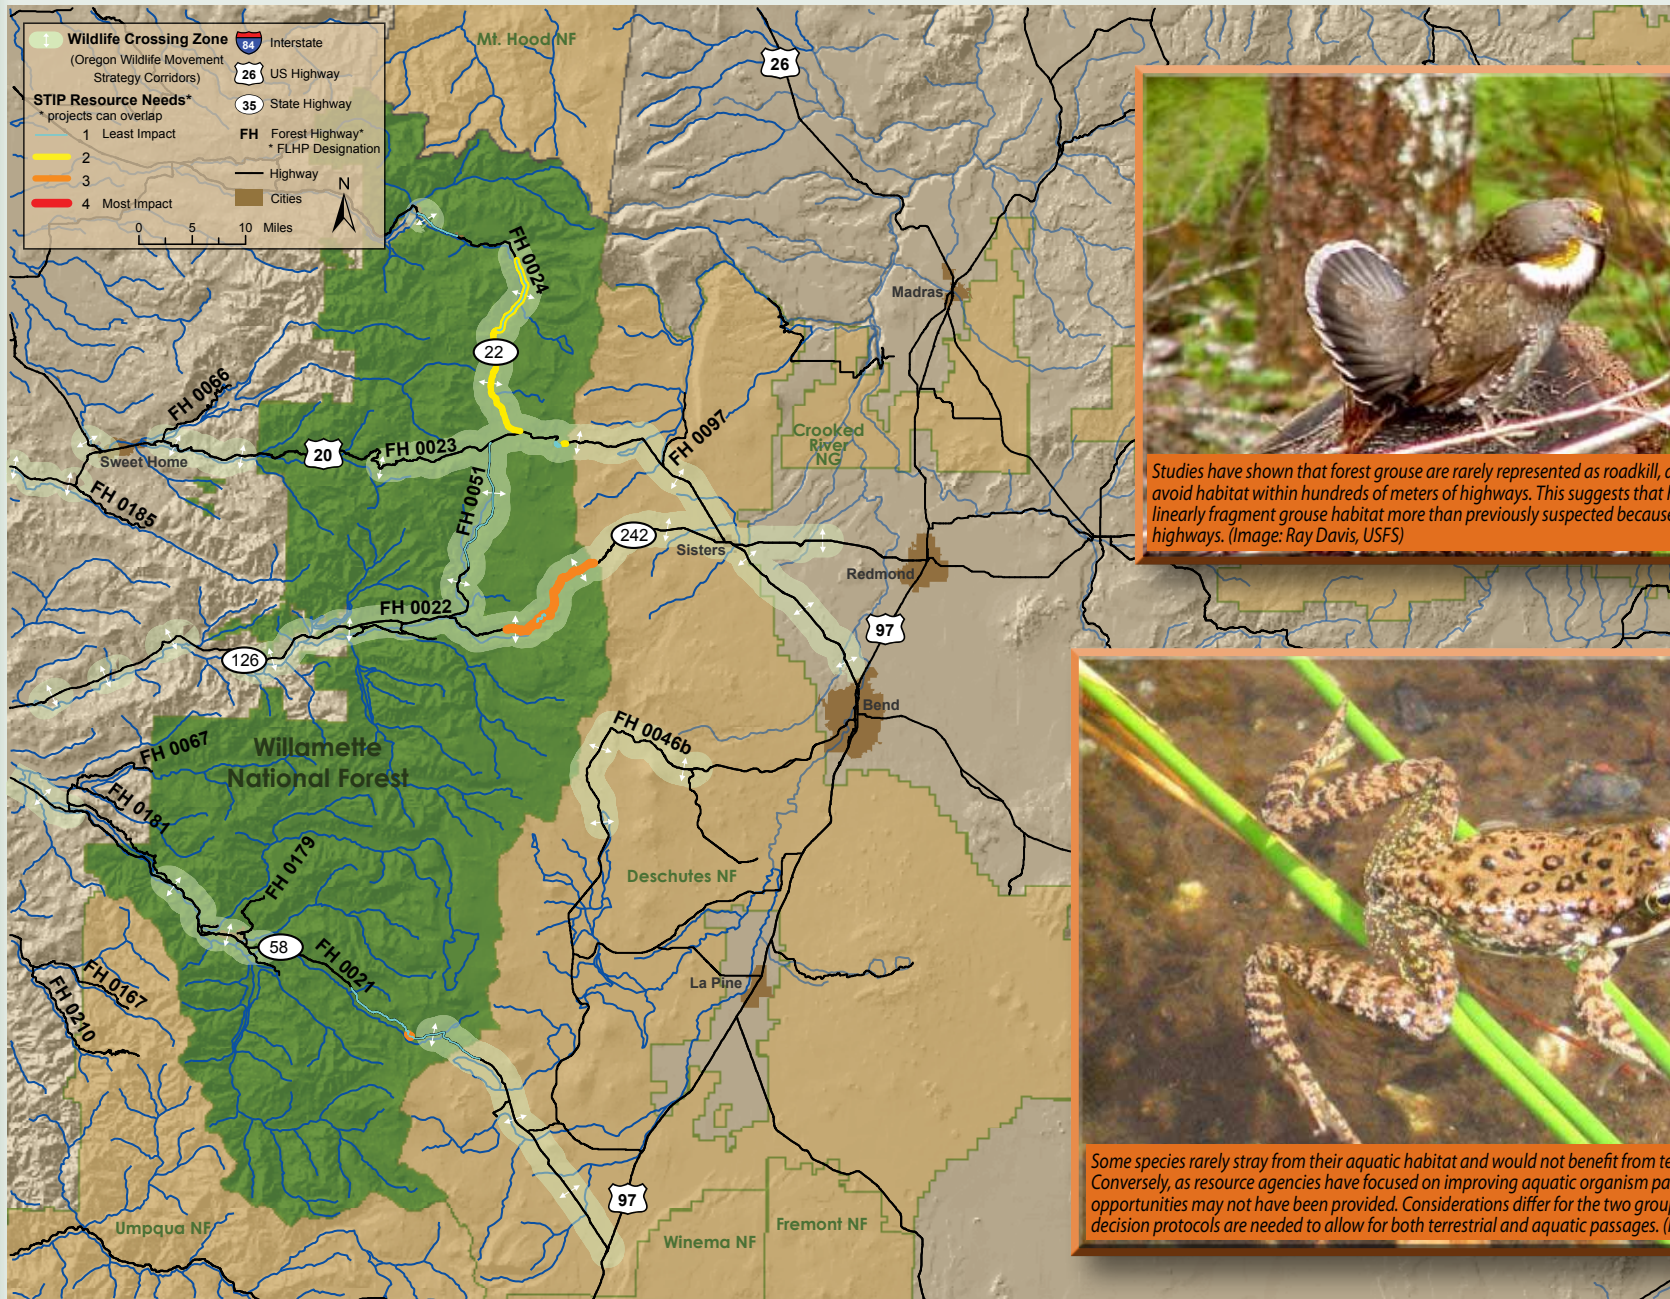 Wildlife Crossing Zone
(Oregon Wildlife Movement
Strategy Corridors)
STIP Resource Needs*
* projects can overlap
1 Least Impact
2
3
4 Most Impact
0 5 10 Miles
84 Interstate
26 US Highway
35 State Highway
FH Forest Highway*
* FLHP Designation
Highway
Cities
N
Mt. Hood NF
26
FH 0024
Madras
22
FH 0066
FH 0097
Crooked
River
NG
20
FH 0023
Sweet Home
FH 0051
FH 0185
242
Sisters
Redmond
FH 0022
97
126
Bend
FH 0046b
FH 0067
Willamette
National Forest
FH 0181
FH 0179
Deschutes NF
58
FH 0021
FH 0167
FH 0210
La Pine
97
Umpqua NF
Winema NF
Fremont NF
Studies have shown that forest grouse are rarely represented as roadkill,
avoid habitat within hundreds of meters of highways. This suggests that
linearly fragment grouse habitat more than previously suspected because
highways. (Image: Ray Davis, USFS)
Some species rarely stray from their aquatic habitat and would not benefit from
Conversely, as resource agencies have focused on improving aquatic organism
opportunities may not have been provided. Considerations differ for the two
decision protocols are needed to allow for both terrestrial and aquatic passages.